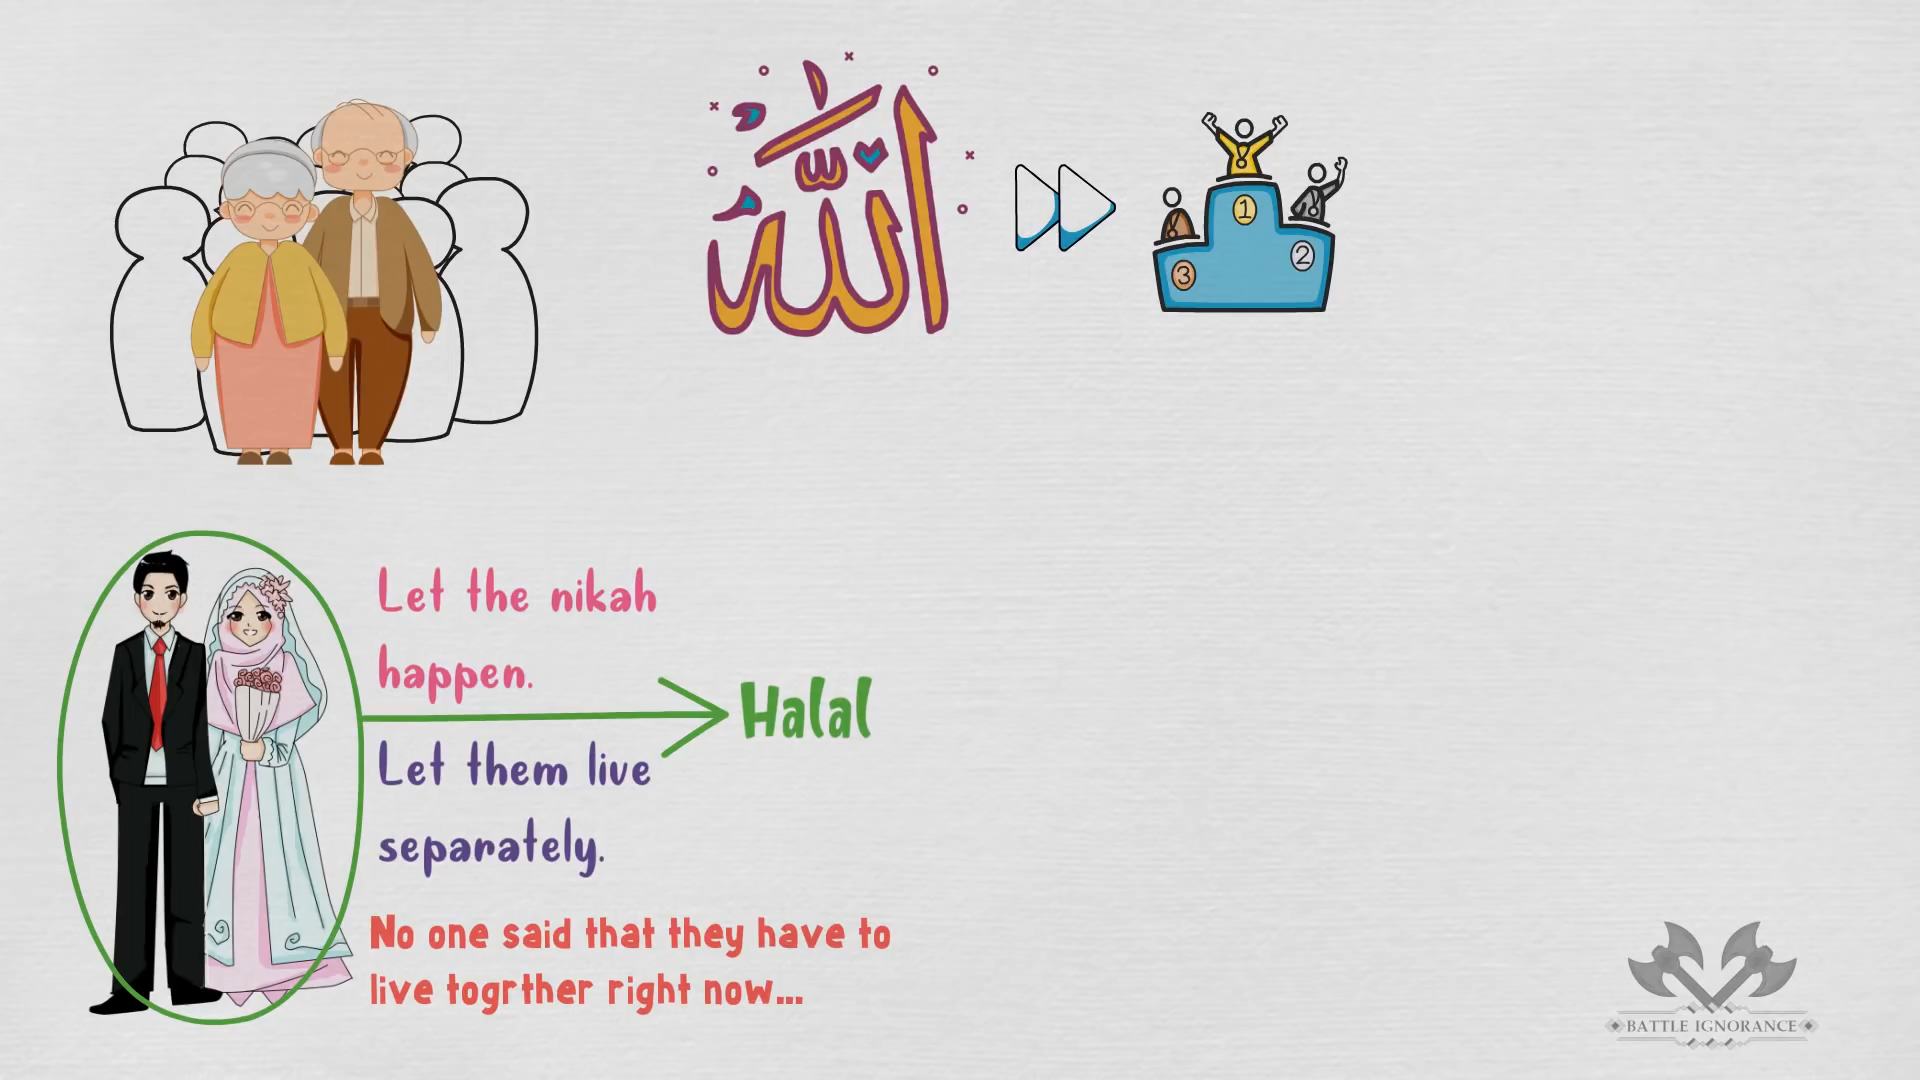 الله
1
2
3
Let the nikah
happen.
Halal
Let them live
separately.
No one said that they have to
live togrther right now...
BATTLE IGNORANCE